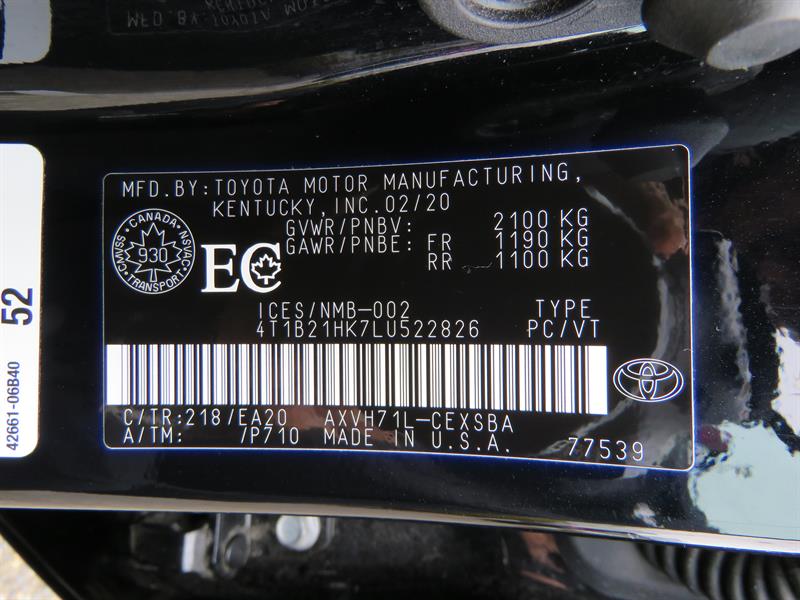 MFD. BY: TOYOTA MOTOR MANUFACTURING,
KENTUCKY, INC. 02/20
GVWR/PNBV: 2100 KG
GAWR/PNBE: FR 1190 KG
RR 1100 KG
CANADA
CMVSS 930 NSVAC
TRANSPORT
EC
ICES/NMB-002 TYPE
4T1B21HK7LU522826 PC/VT
C/TR: 218/EA20 AXVH71L-CEXSBA
A/TM: /P710 MADE IN U.S.A. 77539
52
42661-06B40